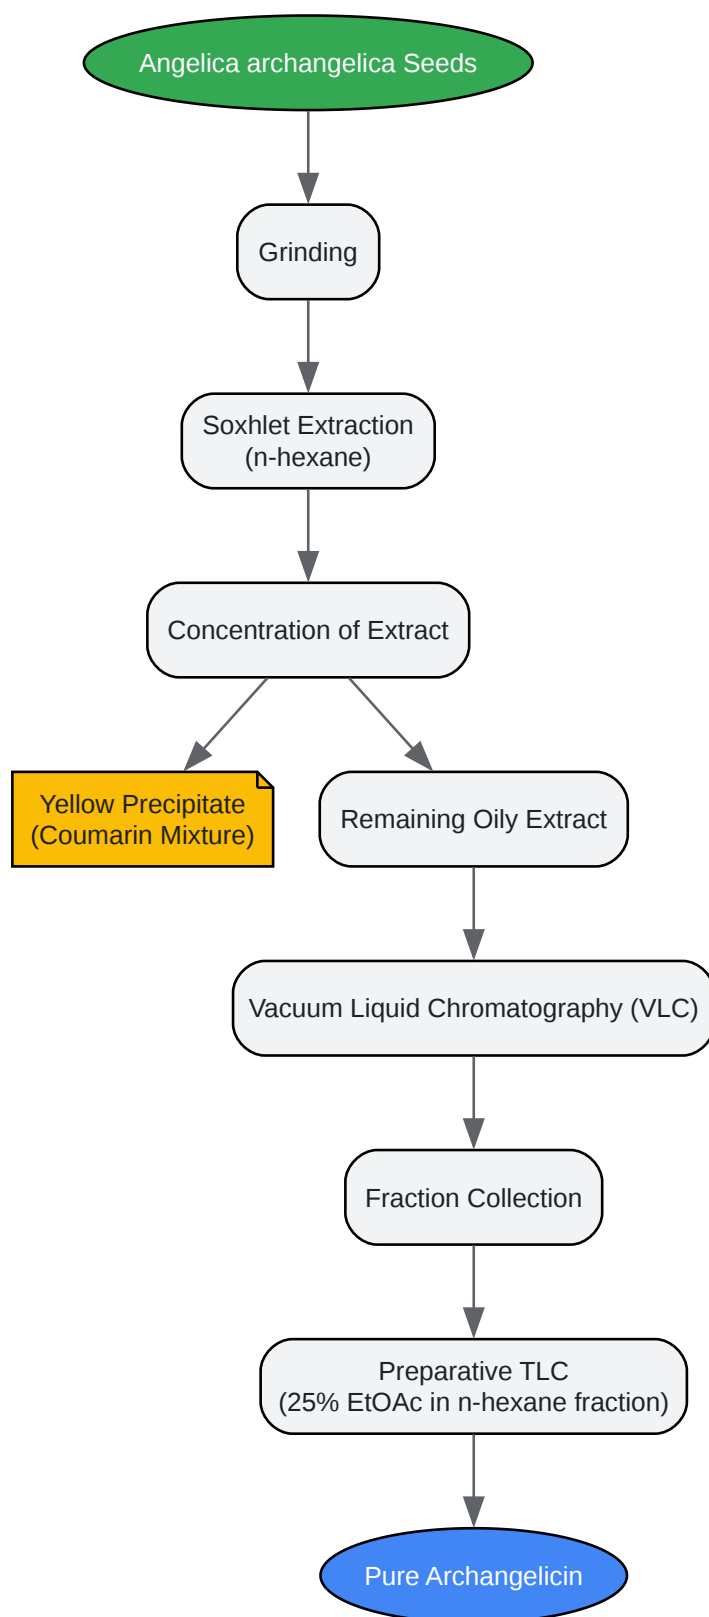 Angelica archangelica Seeds
Grinding
Soxhlet Extraction
(n-hexane)
Concentration of Extract
Yellow Precipitate
(Coumarin Mixture)
Remaining Oily Extract
Vacuum Liquid Chromatography (VLC)
Fraction Collection
Preparative TLC
(25% EtOAc in n-hexane fraction)
Pure Archangelicin